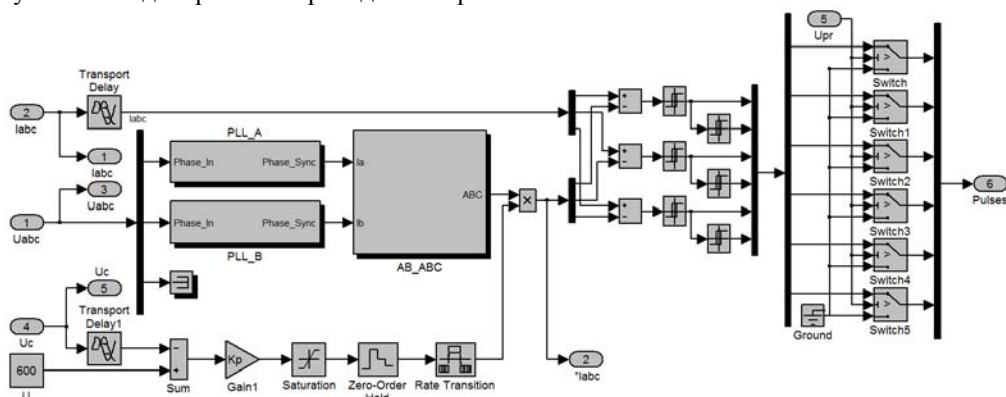 5
Upr
Transport
Delay
Switch
2
Iabc
Iabc
PLL_A
Switch1
Phase_In
Phase_Sync
Ia
1
Iabc
ABC
Switch2
3
Uabc
6
Pulses
1
Uabc
Phase_In
Phase_Sync
Ib
Switch3
PLL_B
AB_ABC
Uc
5
Switch4
4
Uc
Transport
Delay1
Ground
Switch5
600
Kp
2
*Iabc
Sum
Gain1
Saturation
Zero-Order
Rate Transition